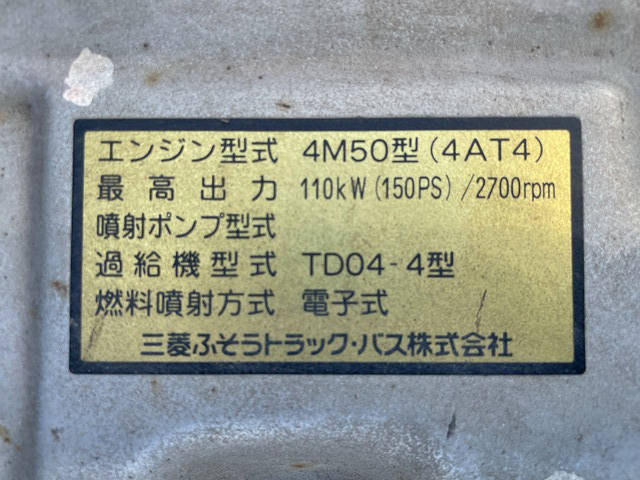 エンジン型式 4M50型(4AT4)
最高出力 110kW(150PS)/2700rpm
噴射ポンプ型式
過給機型式 TD04-4型
燃料噴射方式 電子式
三菱ふそうトラック・バス株式会社